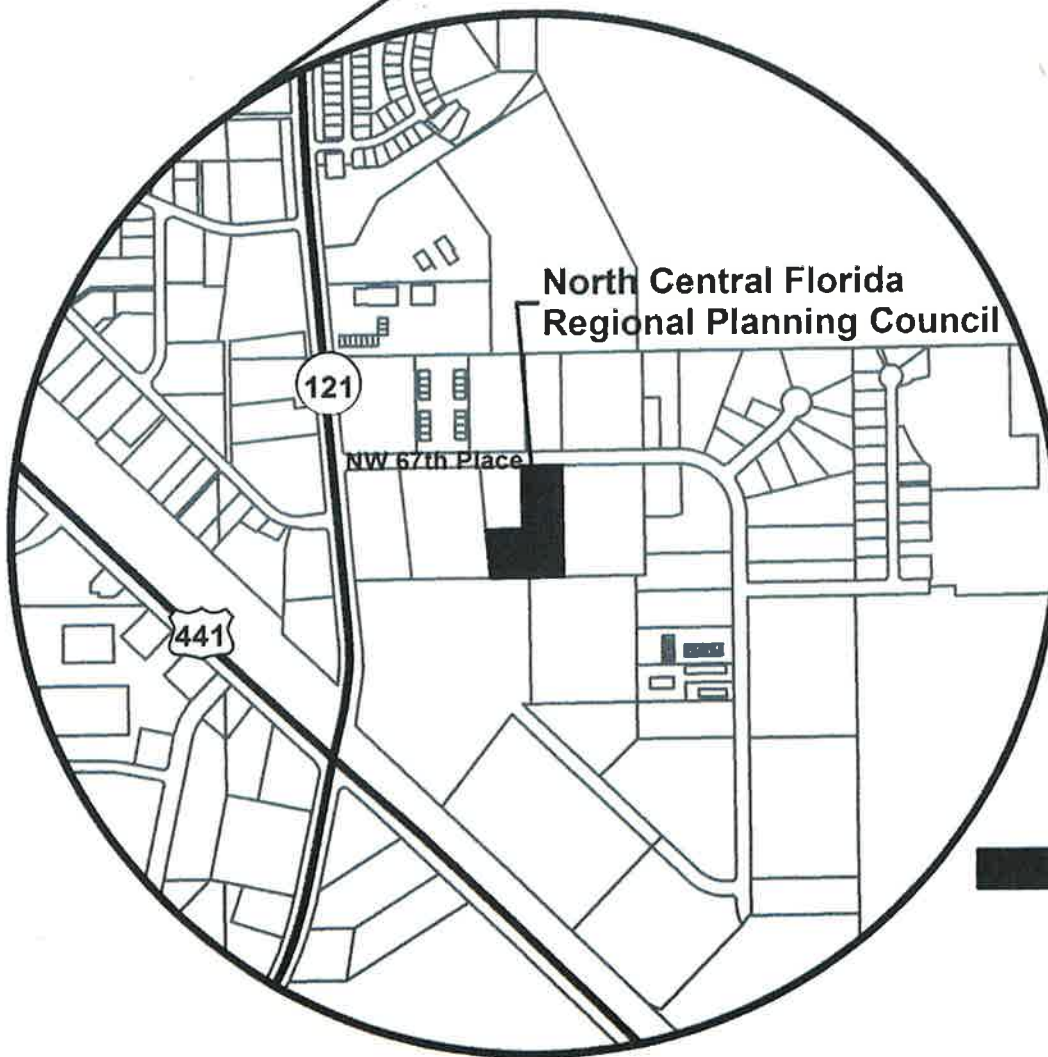 North Central Florida
Regional Planning Council
121
NW 67th Place
441